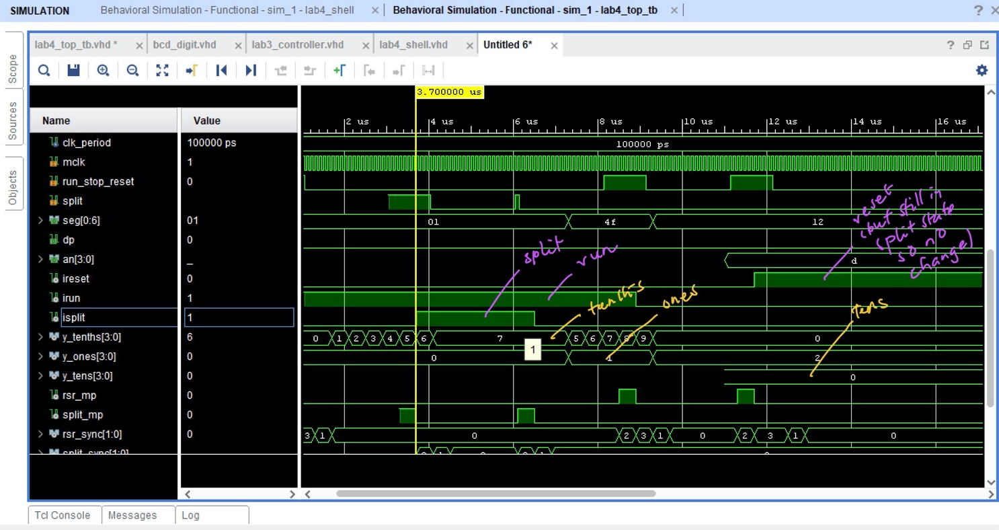 SIMULATION
Behavioral Simulation - Functional - sim_1 - lab4_shell
Behavioral Simulation - Functional - sim_1 - lab4_top_tb
?
Scope
Sources
Objects
lab4_top_tb.vhd *
bcd_digit.vhd
lab3_controller.vhd
lab4_shell.vhd
Untitled 6*
?
3.700000 us
Name
Value
2 us
4 us
6 us
8 us
10 us
12 us
14 us
16 us
clk_period
100000 ps
100000 ps
mclk
1
run_stop_reset
0
split
seg[0:6]
01
01
4f
12
dp
0
an[3:0]
_
d
ireset
0
irun
1
isplit
1
y_tenths[3:0]
6
0 1 2 3 4 5 6 7 5 6 7 8 9 0
y_ones[3:0]
0
0 1 2
1
y_tens[3:0]
0
0
rsr_mp
0
split_mp
0
rsr_sync[1:0]
0
3 1 0 2 3 1 0 2 3 1 0
split_sync[1:0]
split
run
reset
(but still in
split state
so no
change)
tenths
ones
tens
Tcl Console
Messages
Log